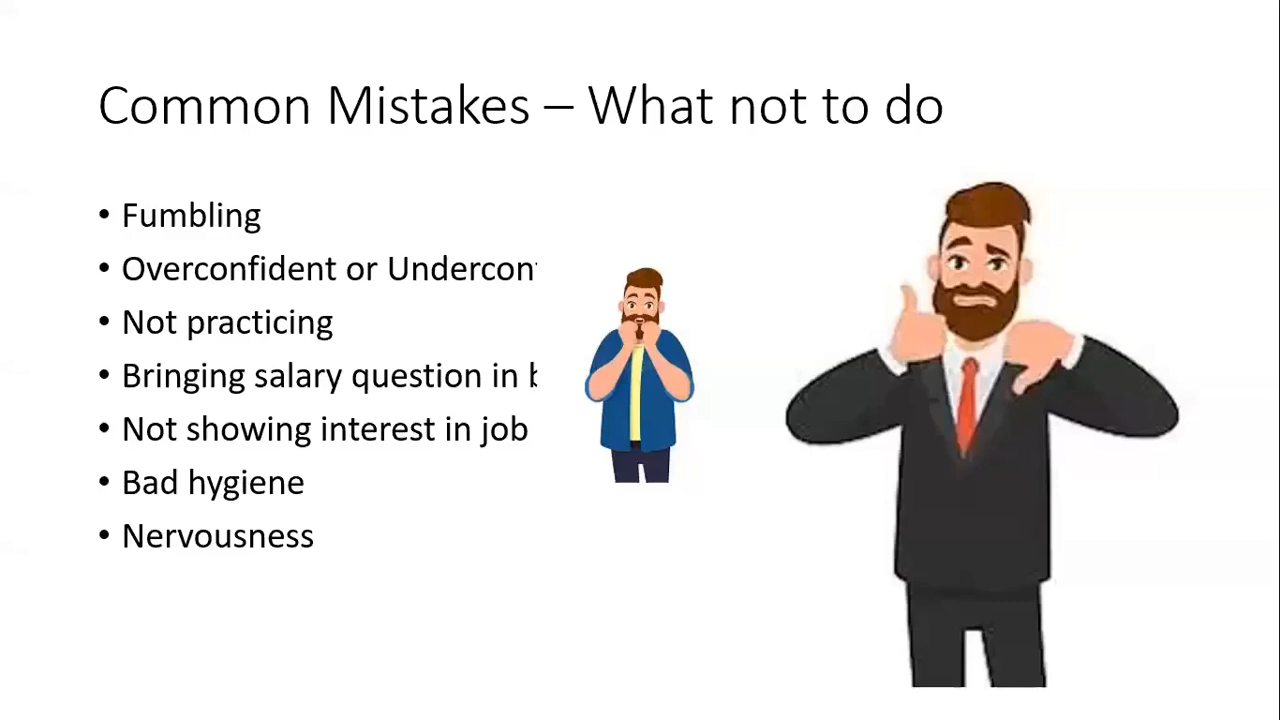 Common Mistakes – What not to do
• Fumbling
• Overconfident or
• Not practicing
• Bringing salary question in
• Not showing interest in job
• Bad hygiene
• Nervousness